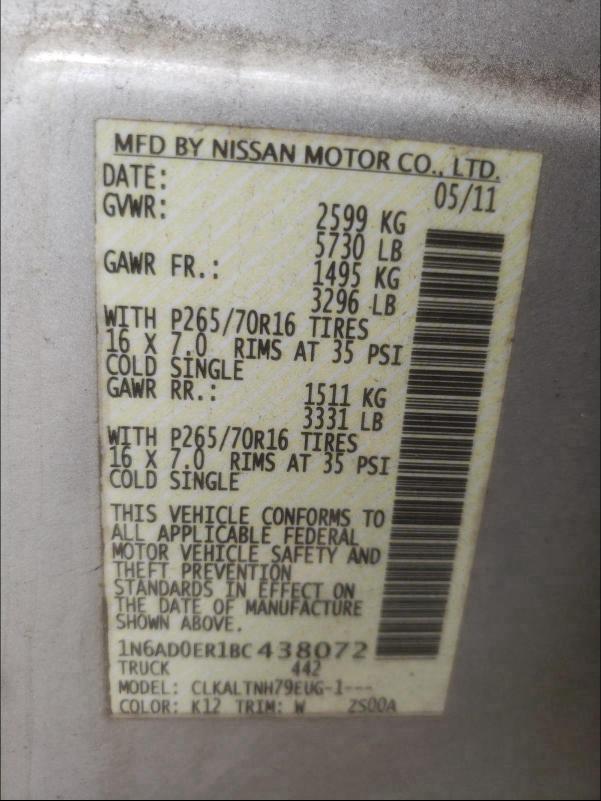 MFD BY NISSAN MOTOR CO., LTD.
DATE: 05/11
GVWR: 2599 KG
5730 LB
GAWR FR.: 1495 KG
3296 LB
WITH P265/70R16 TIRES
16 X 7.0 RIMS AT 35 PSI
COLD SINGLE
GAWR RR.: 1511 KG
3331 LB
WITH P265/70R16 TIRES
16 X 7.0 RIMS AT 35 PSI
COLD SINGLE
THIS VEHICLE CONFORMS TO
ALL APPLICABLE FEDERAL
MOTOR VEHICLE SAFETY AND
THEFT PREVENTION
STANDARDS IN EFFECT ON
THE DATE OF MANUFACTURE
SHOWN ABOVE.
1N6AD0ER1BC438072
TRUCK 442
MODEL: CLKALTNH79EUG-1---
COLOR: K12 TRIM: W ZS00A